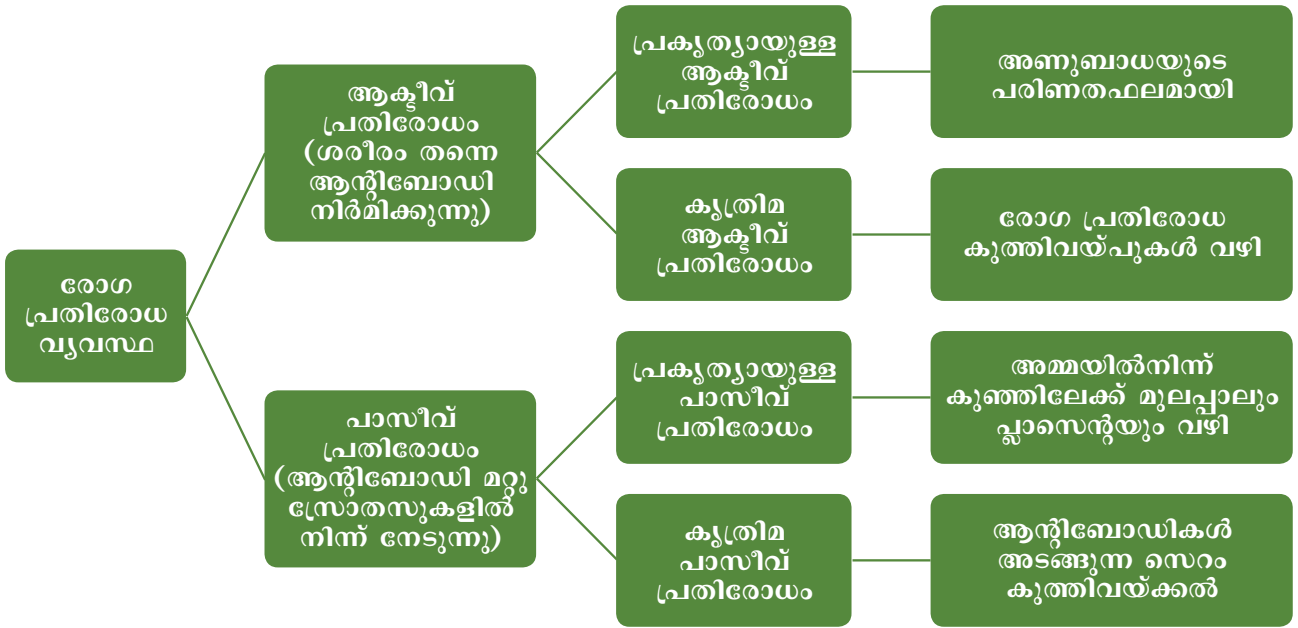 രോഗ
പ്രതിരോധ
വ്യവസ്ഥ
ആക്ടീവ്
പ്രതിരോധം
(ശരീരം തന്നെ
ആന്റിബോഡി
നിർമിക്കുന്നു)
പ്രകൃത്യായുള്ള
ആക്ടീവ്
പ്രതിരോധം
അണുബാധയുടെ
പരിണതഫലമായി
കൃത്രിമ
ആക്ടീവ്
പ്രതിരോധം
രോഗ പ്രതിരോധ
കുത്തിവയ്പുകൾ വഴി
പാസീവ്
പ്രതിരോധം
(ആന്റിബോഡി മറ്റു
സ്രോതസുകളിൽ
നിന്ന് നേടുന്നു)
പ്രകൃത്യായുള്ള
പാസീവ്
പ്രതിരോധം
അമ്മയിൽനിന്ന്
കുഞ്ഞിലേക്ക് മുലപ്പാലും
പ്ലാസെന്റയും വഴി
കൃത്രിമ
പാസീവ്
പ്രതിരോധം
ആന്റിബോഡികൾ
അടങ്ങുന്ന സെറം
കുത്തിവയ്ക്കൽ